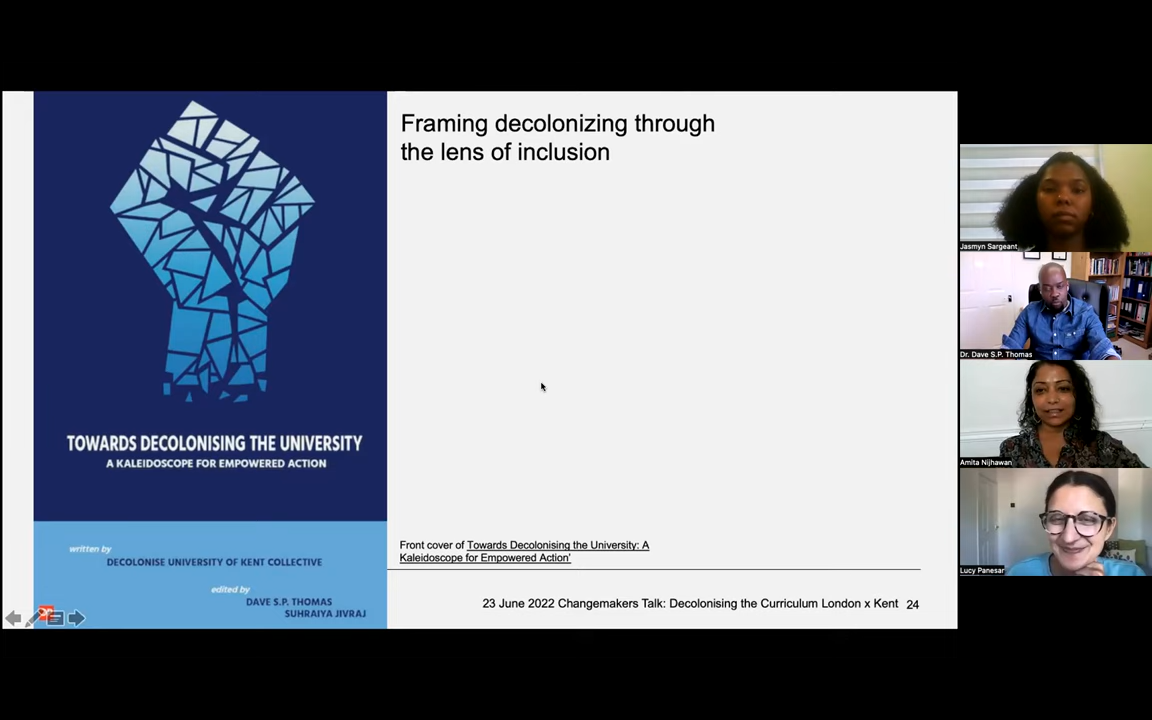 Framing decolonizing through
the lens of inclusion
TOWARDS DECOLONISING THE UNIVERSITY
A KALEIDOSCOPE FOR EMPOWERED ACTION
written by
DECOLONISE UNIVERSITY OF KENT COLLECTIVE
edited by
DAVE S.P. THOMAS
SUHRAIYA JIVRAJ
Front cover of Towards Decolonising the University: A
Kaleidoscope for Empowered Action'
23 June 2022 Changemakers Talk: Decolonising the Curriculum London x Kent 24
Jasmyn Sargeant
Dr. Dave S.P. Thomas
Amita Nijhawan
Lucy Panesar